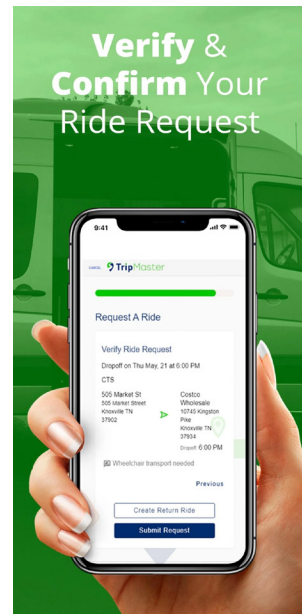 Verify &
Confirm Your
Ride Request
9:41
CANCEL TripMaster
Request A Ride
Verify Ride Request
Dropoff on Thu May, 21 at 6:00 PM
CTS
505 Market St
505 Market Street
Knoxville TN
37902
Costco
Wholesale
10745 Kingston
Pike
Knoxville TN
37934
Dropoff 6:00 PM
Wheelchair transport needed
Previous
Create Return Ride
Submit Request